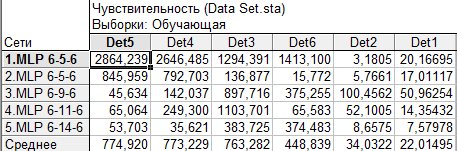 Чувствительность (Data Set.sta)
Выборки: Обучающая
Сети Det5 Det4 Det3 Det6 Det2 Det1
1.MLP 6-5-6 2864,239 2646,485 1294,391 1413,100 3,1805 20,16695
2.MLP 6-5-6 845,959 792,703 136,877 15,772 5,7661 17,01117
3.MLP 6-9-6 45,634 142,037 897,716 375,255 100,4562 50,96254
4.MLP 6-11-6 65,064 249,300 1103,701 65,583 52,1005 14,35432
5.MLP 6-14-6 53,703 35,621 383,725 374,483 8,6575 7,57978
Среднее 774,920 773,229 763,282 448,839 34,0322 22,01495